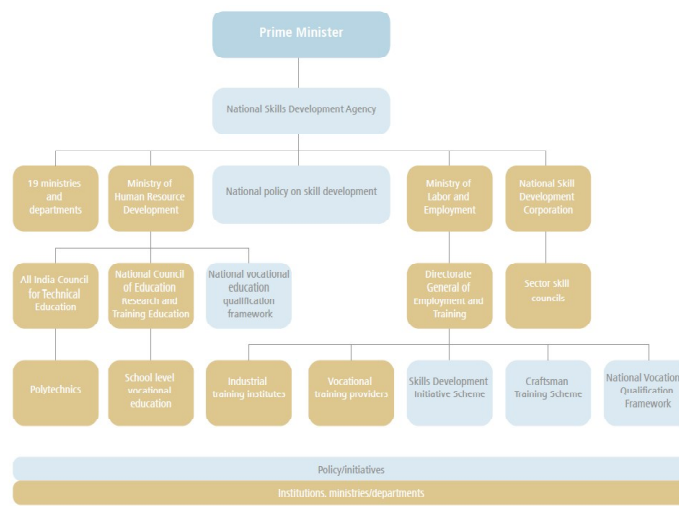 Prime Minister
National Skills Development Agency
19 ministries
and
departments
Ministry of
Human Resource
Development
National policy on skill development
Ministry of
Labor and
Employment
National Skill
Development
Corporation
All India Council
for Technical
Education
National Council
of Education
Research and
Training Education
National vocational
education
qualification
framework
Directorate
General of
Employment and
Training
Sector skill
councils
Polytechnics
School level
vocational
education
Industrial
training institutes
Vocational
training providers
Skills Development
Initiative Scheme
Craftsman
Training Scheme
National Vocation
Qualification
Framework
Policy/initiatives
Institutions, ministries/departments